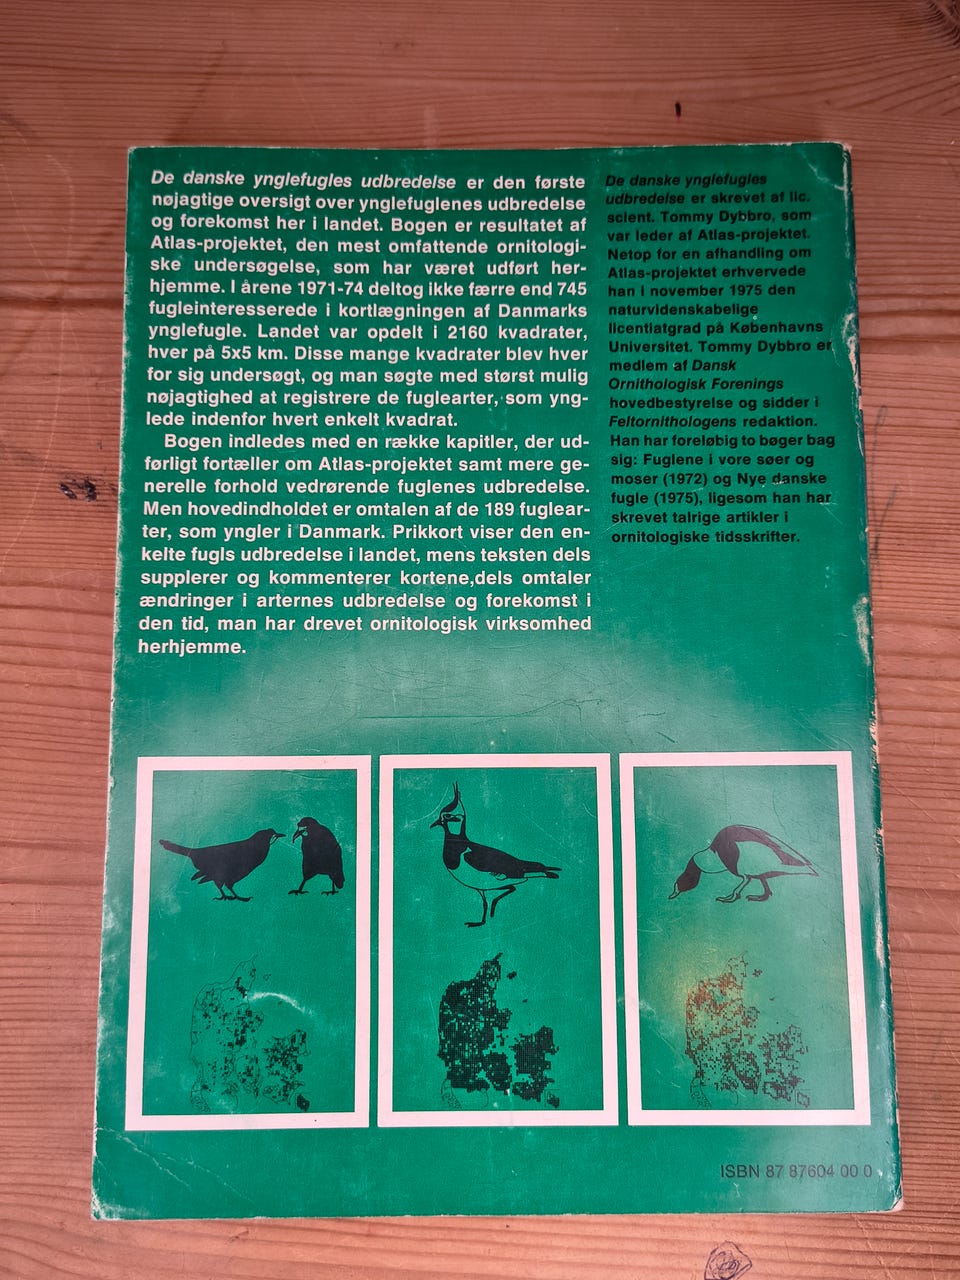 De danske ynglefugles udbredelse er den første
nøjagtige oversigt over ynglefuglenes udbredelse
og forekomst her i landet. Bogen er resultatet af
Atlas-projektet, den mest omfattende ornitologi-
ske undersøgelse, som har været udført her-
hjemme. I årene 1971-74 deltog ikke færre end 745
fugleinteresserede i kortlægningen af Danmarks
ynglefugle. Landet var opdelt i 2160 kvadrater,
hver på 5x5 km. Disse mange kvadrater blev hver
for sig undersøgt, og man søgte med størst mulig
nøjagtighed at registrere de fuglearter, som yng-
lede indenfor hvert enkelt kvadrat.
Bogen indledes med en række kapitler, der ud-
førligt fortæller om Atlas-projektet samt mere ge-
nerelle forhold vedrørende fuglenes udbredelse.
Men hovedindholdet er omtalen af de 189 fuglear-
ter, som yngler i Danmark. Prikkort viser den en-
kelte fugls udbredelse i landet, mens teksten dels
supplerer og kommenterer kortene,dels omtaler
ændringer i arternes udbredelse og forekomst i
den tid, man har drevet ornitologisk virksomhed
herhjemme.
De danske ynglefugles
udbredelse er skrevet af lic.
scient. Tommy Dybbro, som
var leder af Atlas-projektet.
Netop for en afhandling om
Atlas-projektet erhvervede
han i november 1975 den
naturvidenskabelige
licentiatgrad på Københavns
Universitet. Tommy Dybbro er
medlem af Dansk
Ornithologisk Forenings
hovedbestyrelse og sidder i
Feltornithologens redaktion.
Han har foreløbig to bøger bag
sig: Fuglene i vore søer og
moser (1972) og Nye danske
fugle (1975), ligesom han har
skrevet talrige artikler i
ornitologiske tidsskrifter.
ISBN 87 87604 00 0